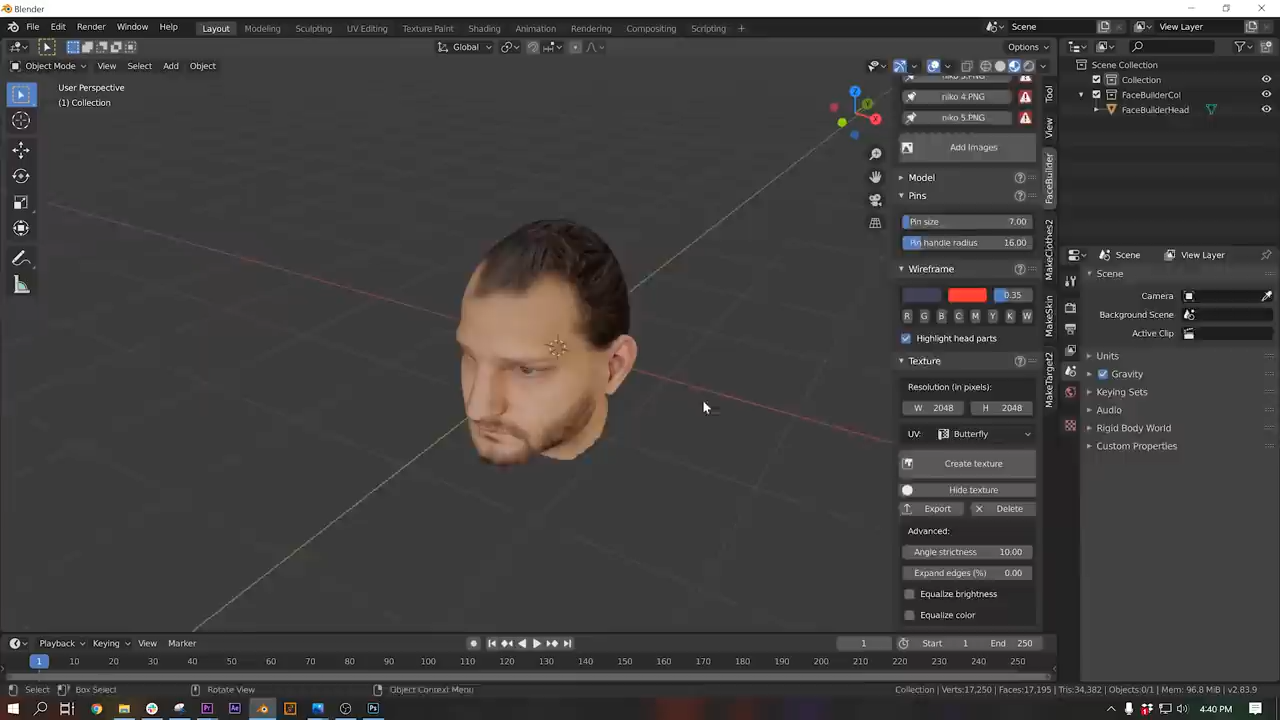 Blender
File Edit Render Window Help Layout Modeling Sculpting UV Editing Texture Paint Shading Animation Rendering Compositing Scripting + Scene View Layer
Global Options
Object Mode View Select Add Object
User Perspective
(1) Collection
Z
Y
X
niko 4.PNG
niko 5.PNG
Add Images
Model
Pins
Pin size 7.00
Pin handle radius 16.00
Wireframe
0.35
R G B C M Y K W
Highlight head parts
Texture
Resolution (in pixels):
W 2048 H 2048
UV: Butterfly
Create texture
Hide texture
Export Delete
Advanced:
Angle strictness 10.00
Expand edges (%) 0.00
Equalize brightness
Equalize color
Tool
View
FaceBuilder
MakeClothes2
MakeSkin
MakeTarget2
Scene Collection
Collection
FaceBuilderCol
FaceBuilderHead
Scene View Layer
Scene
Camera
Background Scene
Active Clip
Units
Gravity
Keying Sets
Audio
Rigid Body World
Custom Properties
Playback Keying View Marker 1 Start 1 End 250
1 10 20 30 40 50 60 70 80 90 100 110 120 130 140 150 160 170 180 190 200 210 220 230 240 250
Select Box Select Rotate View Object Context Menu Collection | Verts:17,250 | Faces:17,195 | Tris:34,382 | Objects:0/1 | Mem: 96.8 MiB | v2.83.9
4:40 PM